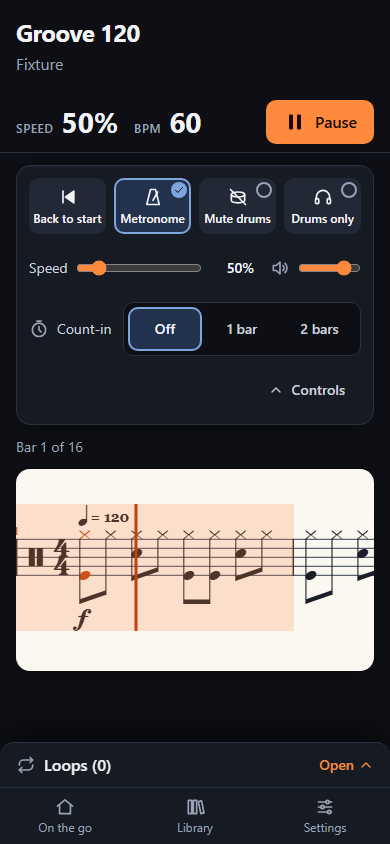 Groove 120
Fixture
SPEED 50% BPM 60 Pause
Back to start Metronome Mute drums Drums only
Speed 50%
Count-in Off 1 bar 2 bars
Controls
Bar 1 of 16
= 120
4
4
f
Loops (0) Open
On the go Library Settings